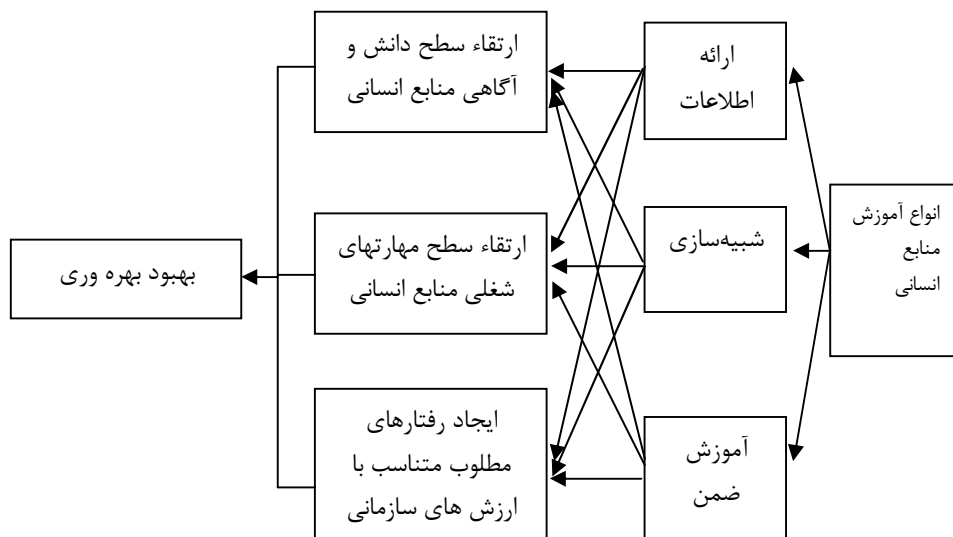 انواع آموزش
منابع
انسانی
ارائه
اطلاعات
شبیه‌سازی
آموزش
ضمن
ارتقاء سطح دانش و
آگاهی منابع انسانی
ارتقاء سطح مهارتهای
شغلی منابع انسانی
ایجاد رفتارهای
مطلوب متناسب با
ارزش های سازمانی
بهبود بهره وری